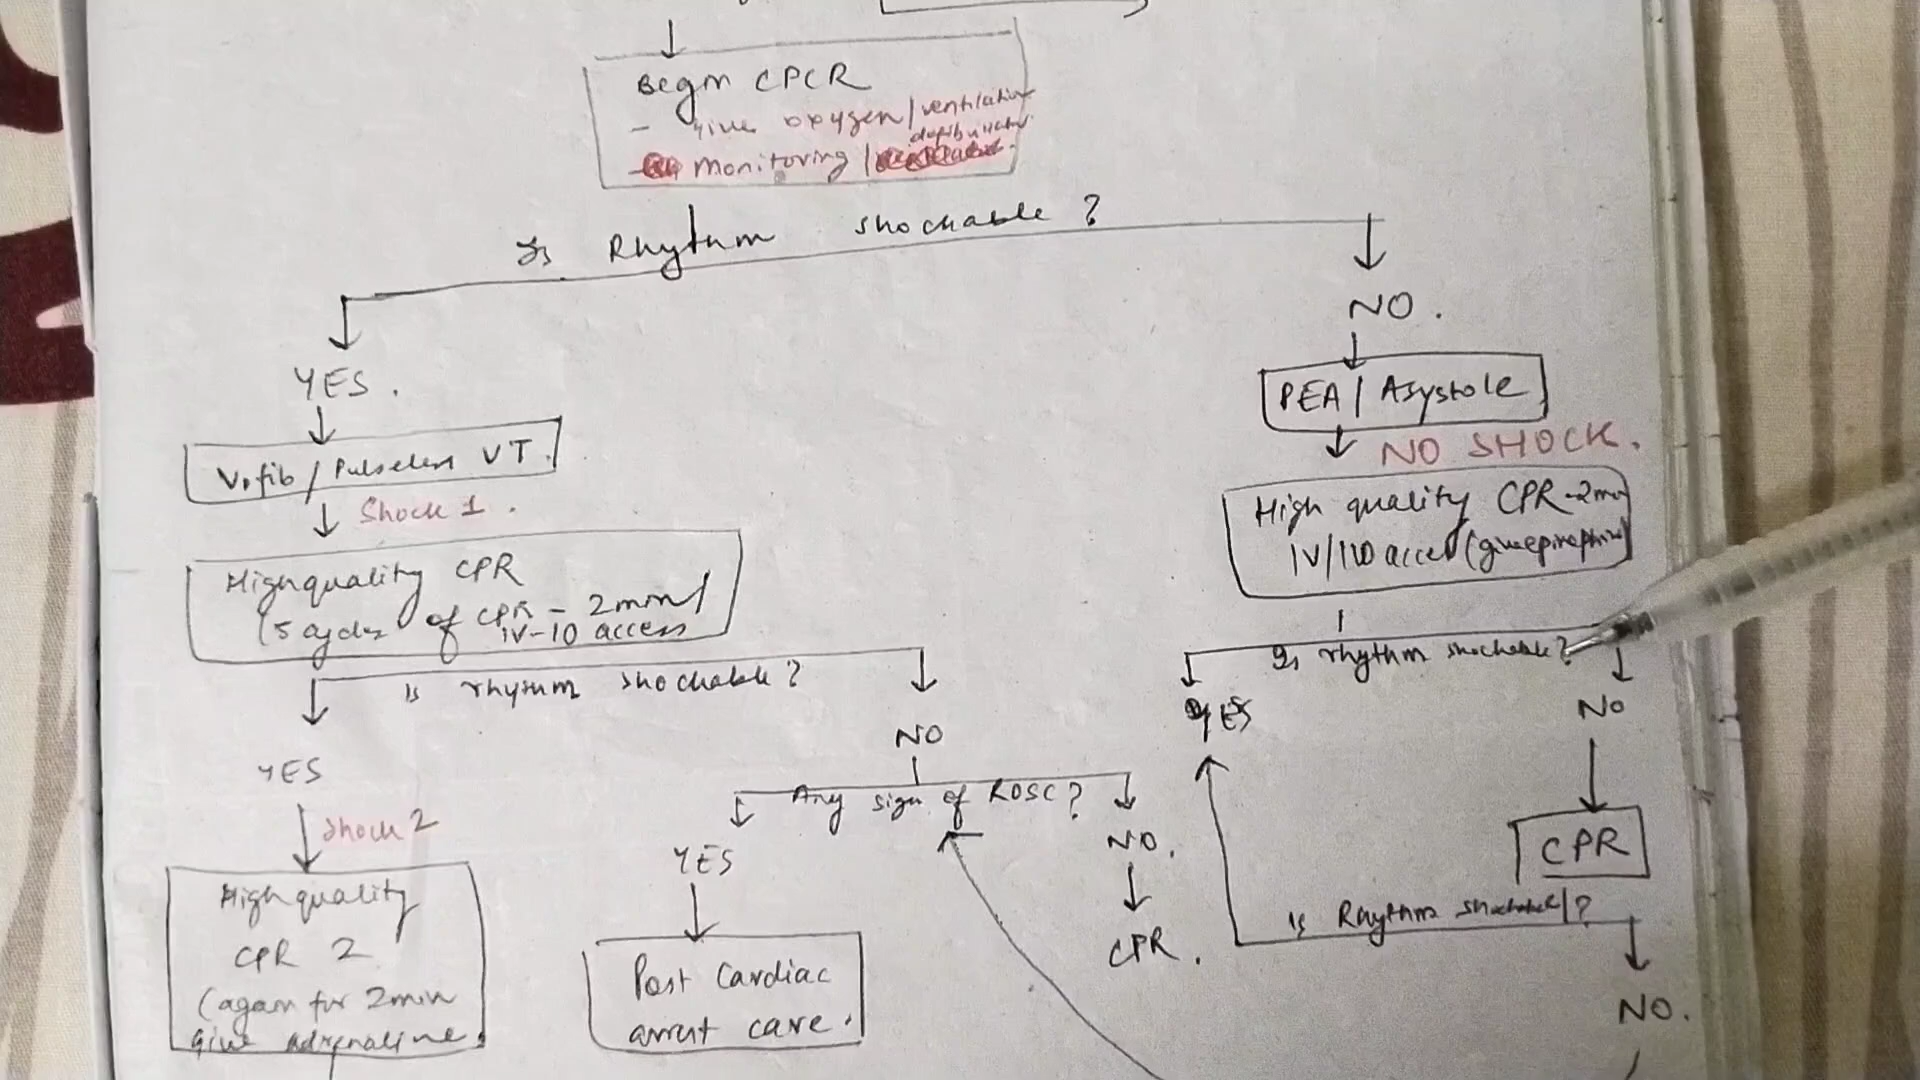 Begin CPCR
- Give oxygen/ventilation
defibrillator
- Monitoring /
Is Rhythm shockable ?
YES .
NO .
V.fib / Pulseless VT.
PEA / Asystole
Shock 1 .
NO SHOCK.
High quality CPR
(5 cycles of CPR - 2 min/
IV-IO access
High quality CPR - 2 min
IV/IO access (give epinephrine)
is rhythm shockable ?
Is rhythm shockable ?
YES
NO
YES
NO
Shock 2
Any sign of ROSC ?
YES
NO.
CPR
High quality
CPR 2
(again for 2 min
give adrenaline.
Post Cardiac
arrest care .
CPR .
is Rhythm shockable ?
NO.